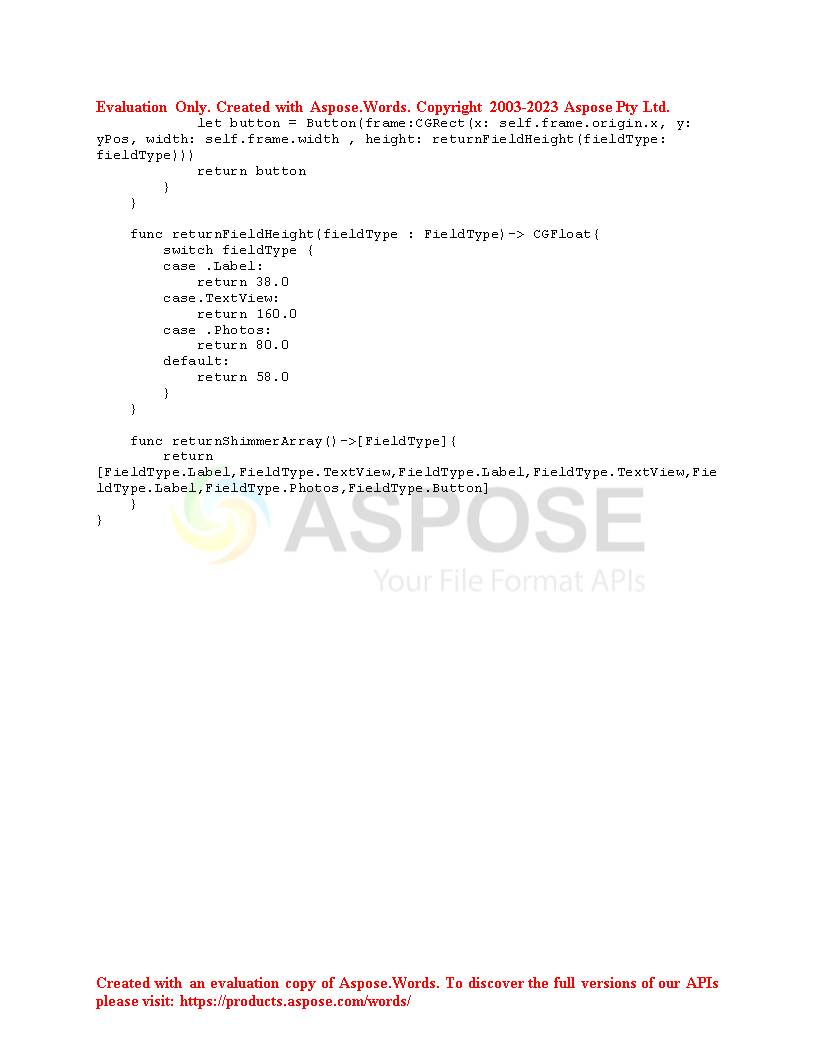 Evaluation Only. Created with Aspose.Words. Copyright 2003-2023 Aspose Pty Ltd.
            let button = Button(frame:CGRect(x: self.frame.origin.x, y:
yPos, width: self.frame.width , height: returnFieldHeight(fieldType:
fieldType)))
            return button
        }
    }

    func returnFieldHeight(fieldType : FieldType)-> CGFloat{
        switch fieldType {
        case .Label:
            return 38.0
        case.TextView:
            return 160.0
        case .Photos:
            return 80.0
        default:
            return 58.0
        }
    }

    func returnShimmerArray()->[FieldType]{
        return
[FieldType.Label,FieldType.TextView,FieldType.Label,FieldType.TextView,Fie
ldType.Label,FieldType.Photos,FieldType.Button]
    }
}
ASPOSE
Your File Format APIs
Created with an evaluation copy of Aspose.Words. To discover the full versions of our APIs
please visit: https://products.aspose.com/words/